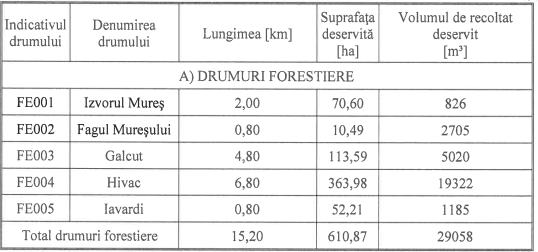 Indicativul drumului | Denumirea drumului | Lungimea [km] | Suprafaţa deservită [ha] | Volumul de recoltat deservit [m³]
A) DRUMURI FORESTIERE
FE001 | Izvorul Mureş | 2,00 | 70,60 | 826
FE002 | Fagul Mureşului | 0,80 | 10,49 | 2705
FE003 | Galcut | 4,80 | 113,59 | 5020
FE004 | Hivac | 6,80 | 363,98 | 19322
FE005 | Iavardi | 0,80 | 52,21 | 1185
Total drumuri forestiere | 15,20 | 610,87 | 29058